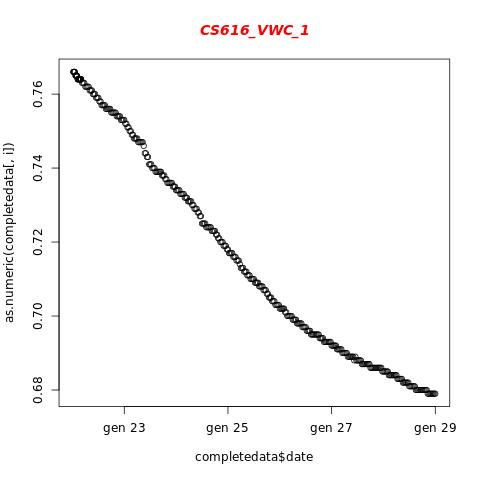 CS616_VWC_1
as.numeric(completedata[, i])
0.76
0.74
0.72
0.70
0.68
gen 23
gen 25
gen 27
gen 29
completedata$date